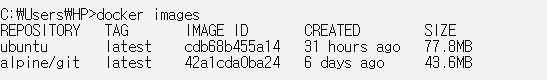 C:₩Users₩HP>docker images
REPOSITORY TAG IMAGE ID CREATED SIZE
ubuntu latest cdb68b455a14 31 hours ago 77.8MB
alpine/git latest 42a1cda0ba24 6 days ago 43.6MB